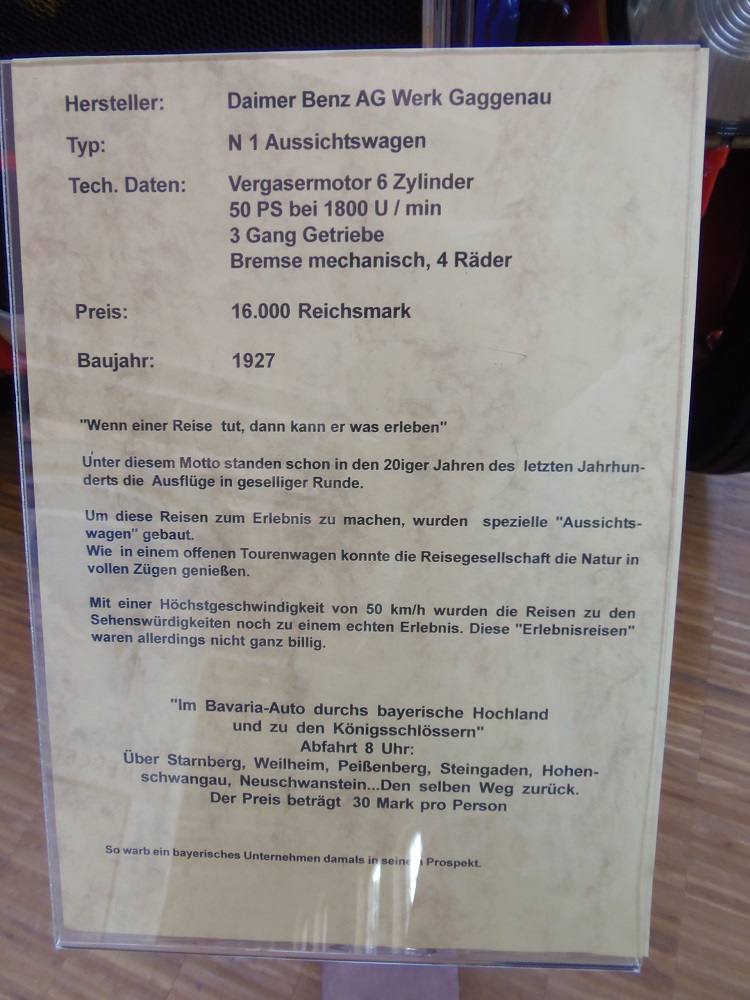 Hersteller: Daimer Benz AG Werk Gaggenau
Typ: N 1 Aussichtswagen
Tech. Daten: Vergasermotor 6 Zylinder
50 PS bei 1800 U / min
3 Gang Getriebe
Bremse mechanisch, 4 Räder
Preis: 16.000 Reichsmark
Baujahr: 1927
"Wenn einer Reise tut, dann kann er was erleben"
Unter diesem Motto standen schon in den 20iger Jahren des letzten Jahrhun-
derts die Ausflüge in geselliger Runde.
Um diese Reisen zum Erlebnis zu machen, wurden spezielle "Aussichts-
wagen" gebaut.
Wie in einem offenen Tourenwagen konnte die Reisegesellschaft die Natur in
vollen Zügen genießen.
Mit einer Höchstgeschwindigkeit von 50 km/h wurden die Reisen zu den
Sehenswürdigkeiten noch zu einem echten Erlebnis. Diese "Erlebnisreisen"
waren allerdings nicht ganz billig.
"Im Bavaria-Auto durchs bayerische Hochland
und zu den Königsschlössern"
Abfahrt 8 Uhr:
Über Starnberg, Weilheim, Peißenberg, Steingaden, Hohen-
schwangau, Neuschwanstein...Den selben Weg zurück.
Der Preis beträgt 30 Mark pro Person
So warb ein bayerisches Unternehmen damals in seinem Prospekt.